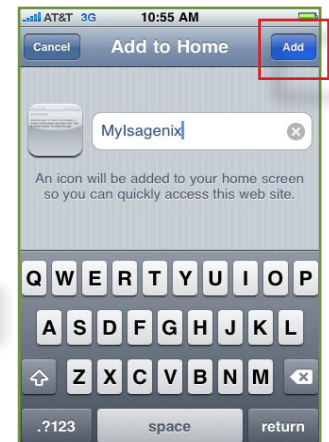 AT&T 3G 10:55 AM
Cancel Add to Home Add
MyIsagenix
An icon will be added to your home screen
so you can quickly access this web site.
Q W E R T Y U I O P
A S D F G H J K L
Z X C V B N M
.?123 space return